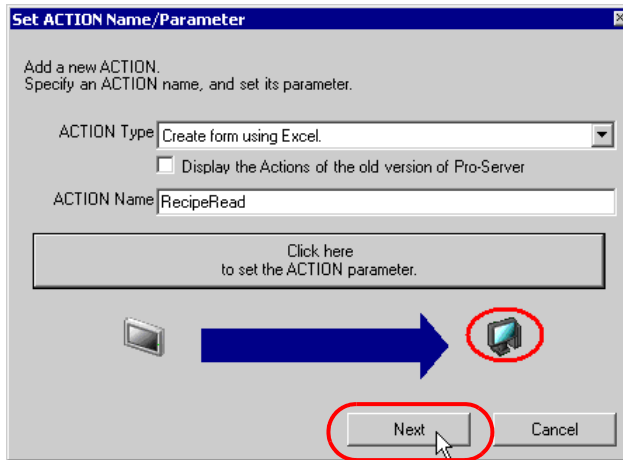 Set ACTION Name/Parameter
Add a new ACTION.
Specify an ACTION name, and set its parameter.
ACTION Type Create form using Excel.
Display the Actions of the old version of Pro-Server
ACTION Name RecipeRead
Click here
to set the ACTION parameter.
Next Cancel